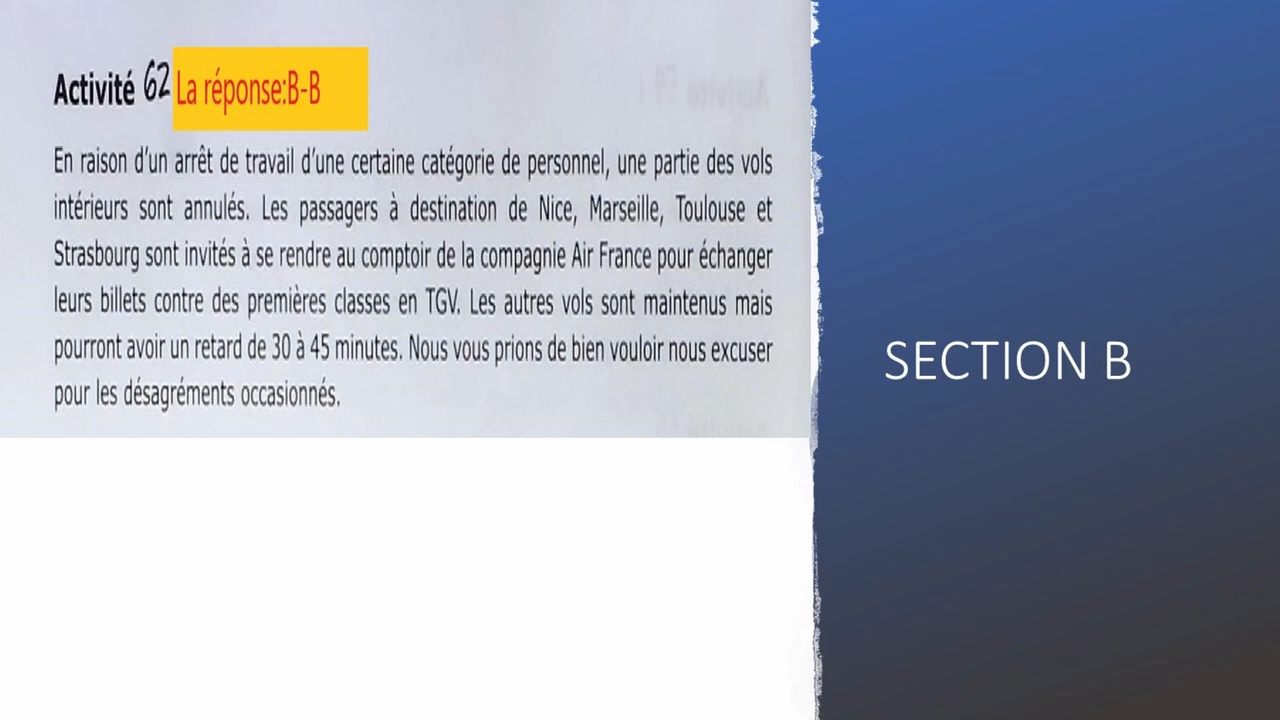 Activité 62 La réponse:B-B
En raison d'un arrêt de travail d'une certaine catégorie de personnel, une partie des vols
intérieurs sont annulés. Les passagers à destination de Nice, Marseille, Toulouse et
Strasbourg sont invités à se rendre au comptoir de la compagnie Air France pour échanger
leurs billets contre des premières classes en TGV. Les autres vols sont maintenus mais
pourront avoir un retard de 30 à 45 minutes. Nous vous prions de bien vouloir nous excuser
pour les désagréments occasionnés.
SECTION B